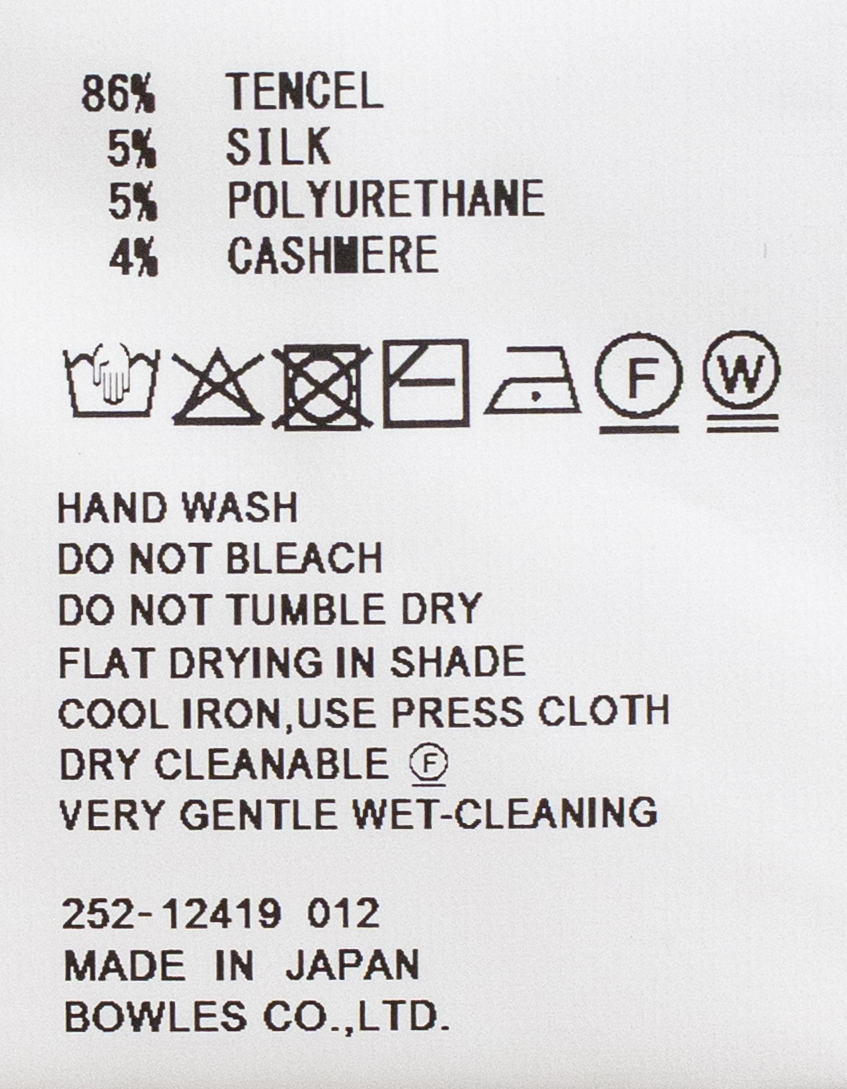 86% TENCEL
5% SILK
5% POLYURETHANE
4% CASHMERE
F W
HAND WASH
DO NOT BLEACH
DO NOT TUMBLE DRY
FLAT DRYING IN SHADE
COOL IRON,USE PRESS CLOTH
DRY CLEANABLE Ⓕ
VERY GENTLE WET-CLEANING
252-12419 012
MADE IN JAPAN
BOWLES CO.,LTD.